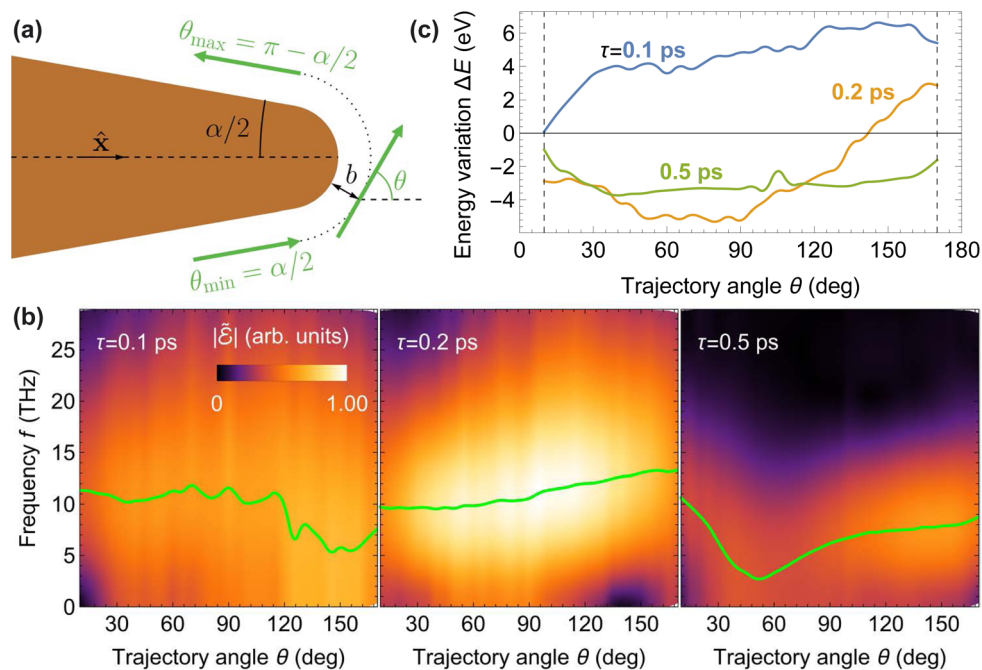 (a)
θmax = π − α/2
α/2
x̂
b
θ
θmin = α/2
(c)
Energy variation ΔE (eV)
6
4
2
0
−2
−4
τ=0.1 ps
0.2 ps
0.5 ps
0 30 60 90 120 150 180
Trajectory angle θ (deg)
(b)
Frequency f (THz)
25
20
15
10
5
0
τ=0.1 ps
|ℰ̃| (arb. units)
0 1.00
30 60 90 120 150
Trajectory angle θ (deg)
τ=0.2 ps
30 60 90 120 150
Trajectory angle θ (deg)
τ=0.5 ps
30 60 90 120 150
Trajectory angle θ (deg)